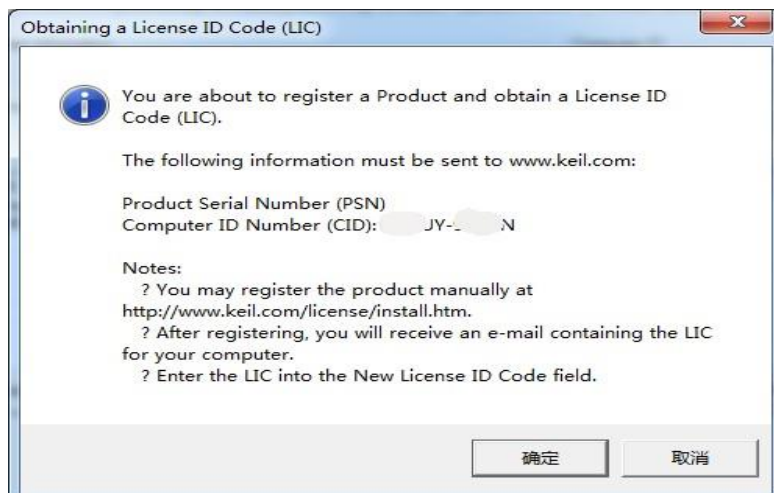 Obtaining a License ID Code (LIC)
You are about to register a Product and obtain a License ID
Code (LIC).
The following information must be sent to www.keil.com:
Product Serial Number (PSN)
Computer ID Number (CID):
Notes:
? You may register the product manually at
http://www.keil.com/license/install.htm.
? After registering, you will receive an e-mail containing the LIC
for your computer.
? Enter the LIC into the New License ID Code field.
确定
取消